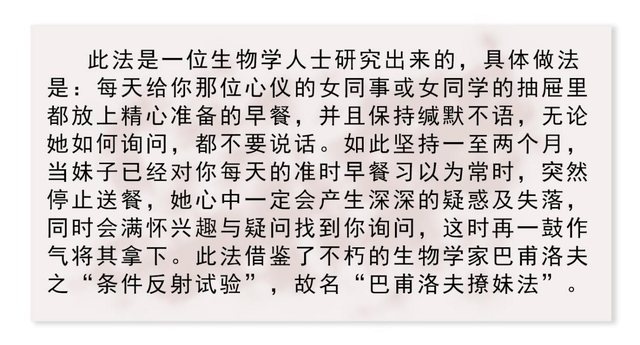 此法是一位生物学人士研究出来的，具体做法
是：每天给你那位心仪的女同事或女同学的抽屉里
都放上精心准备的早餐，并且保持缄默不语，无论
她如何询问，都不要说话。如此坚持一至两个月，
当妹子已经对你每天的准时早餐习以为常时，突然
停止送餐，她心中一定会产生深深的疑惑及失落，
同时会满怀兴趣与疑问找到你询问，这时再一鼓作
气将其拿下。此法借鉴了不朽的生物学家巴甫洛夫
之“条件反射试验”，故名“巴甫洛夫撩妹法”。